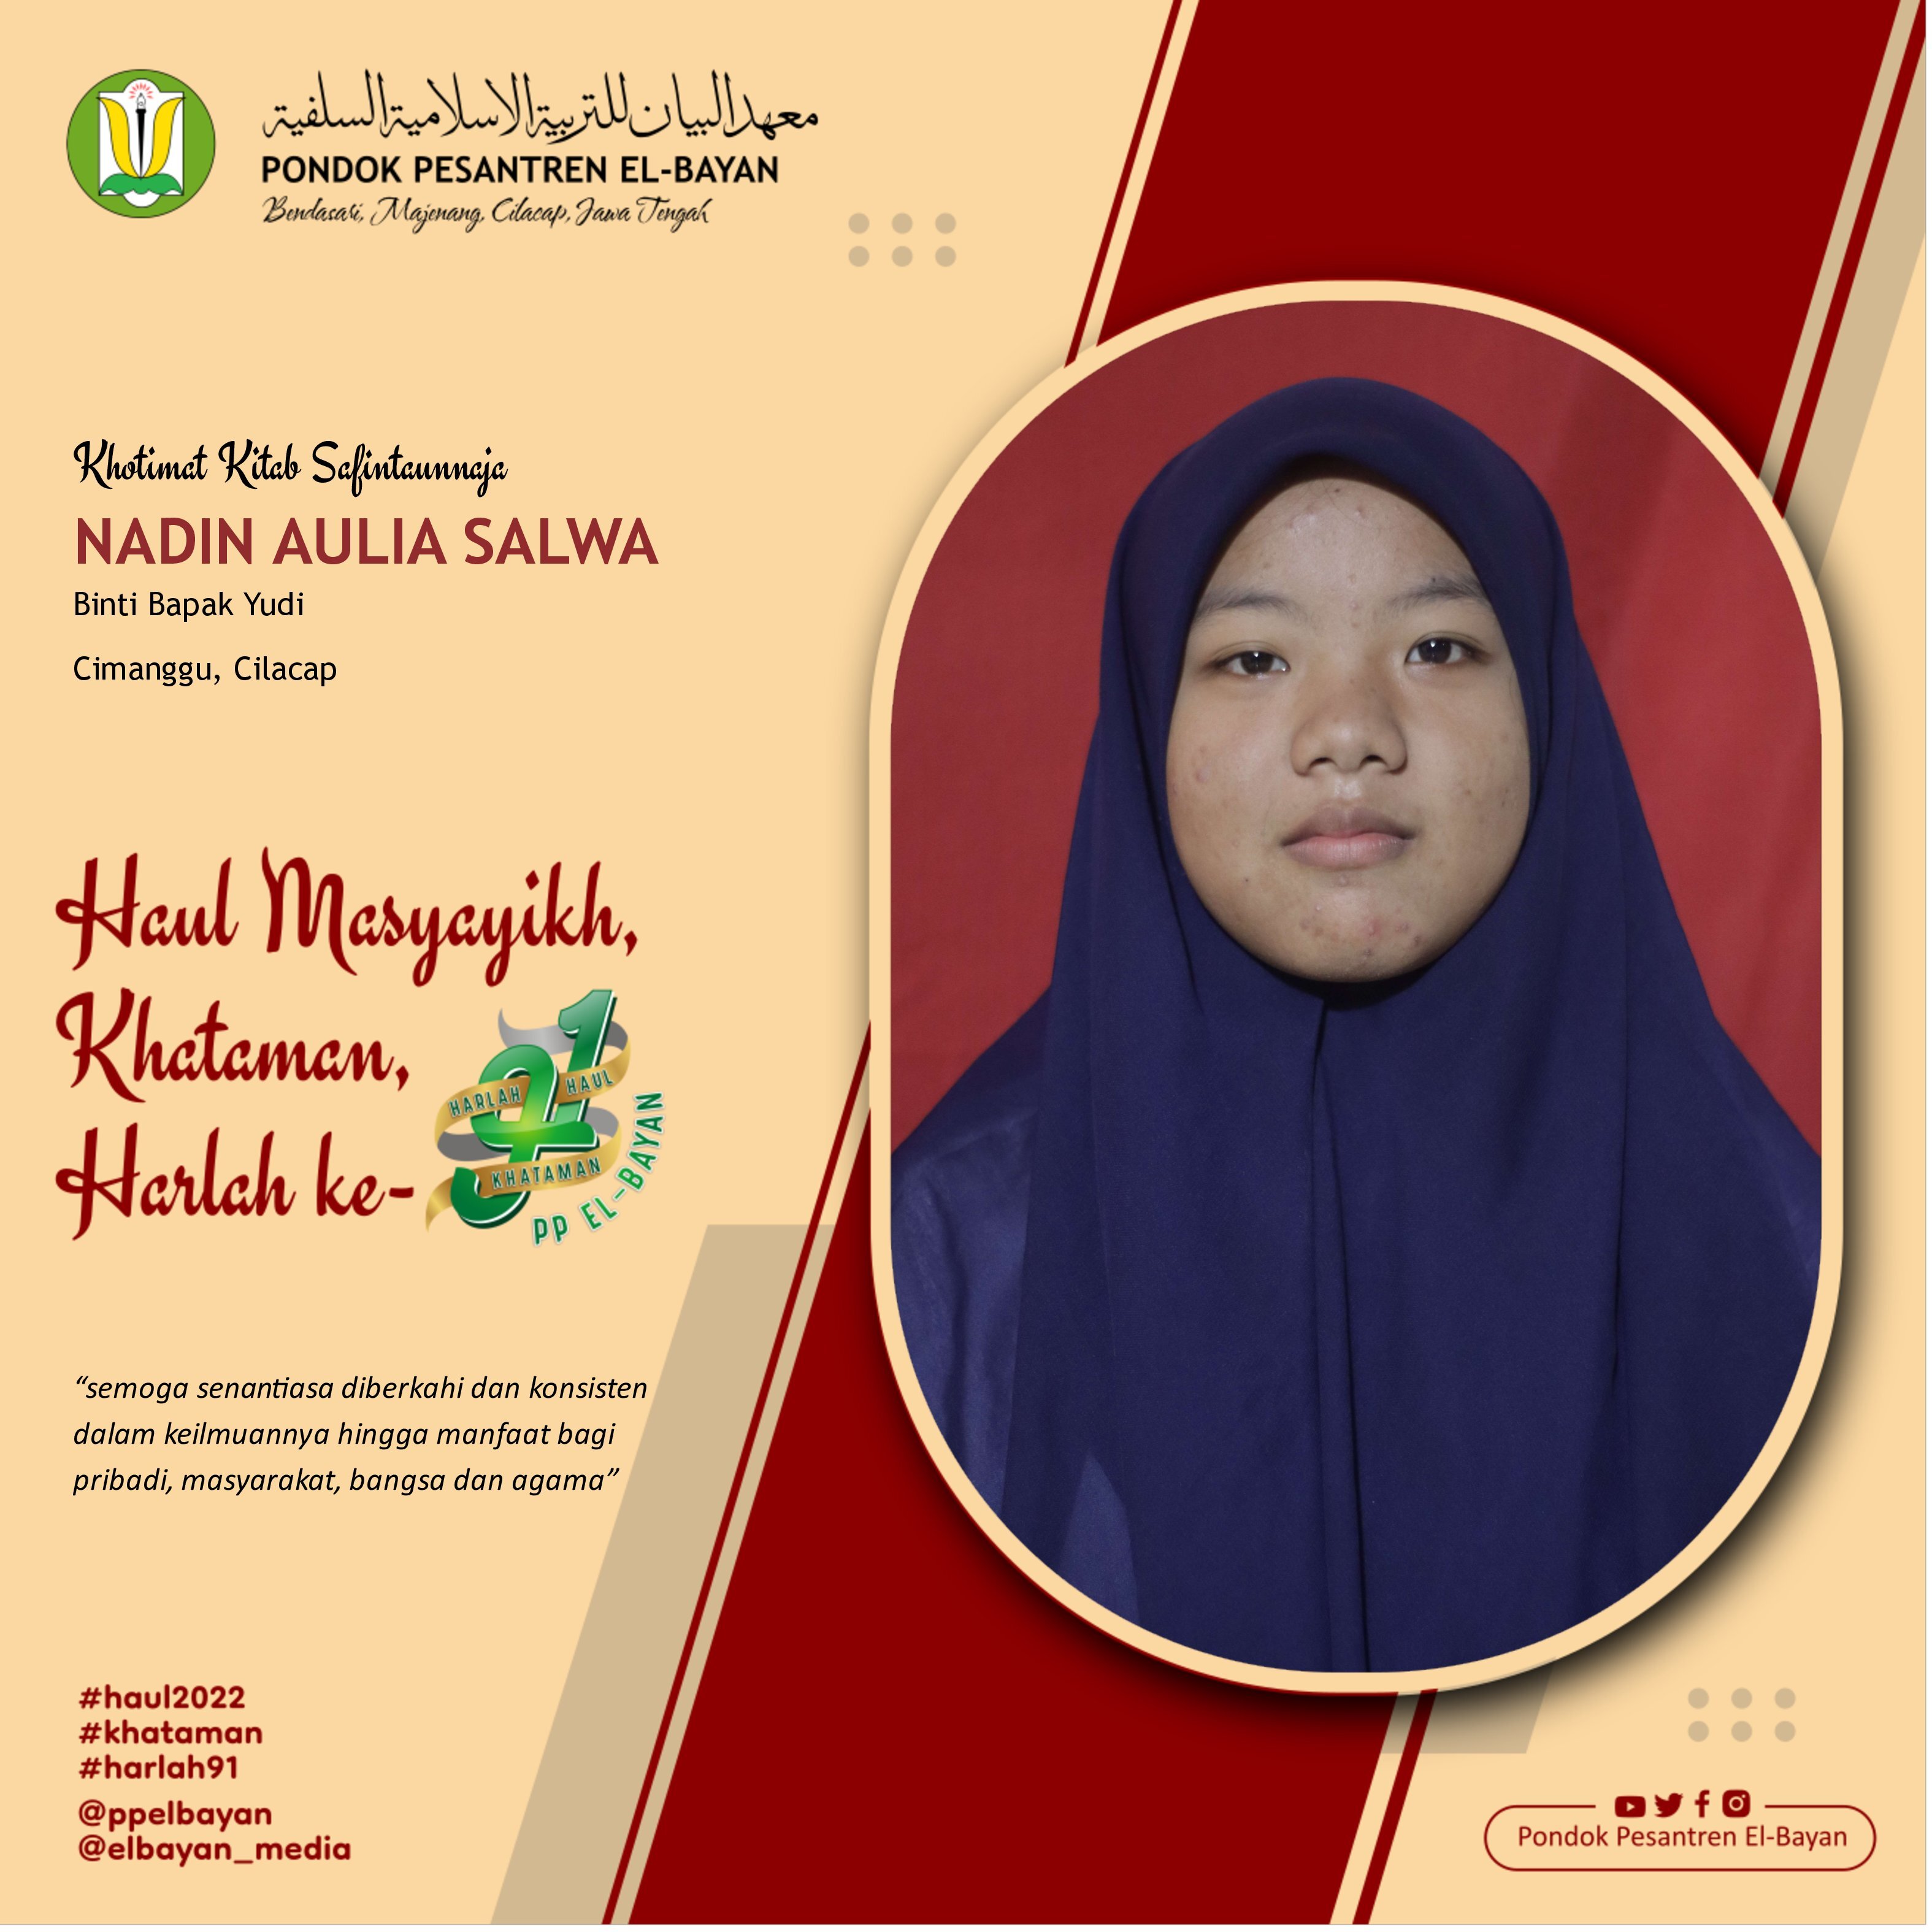 معهد البيان للتربية الاسلامية السلفية
PONDOK PESANTREN EL-BAYAN
Bendasari, Majenang, Cilacap, Jawa Tengah
Khotimat Kitab Safintaunnaja
NADIN AULIA SALWA
Binti Bapak Yudi
Cimanggu, Cilacap
Haul Masyayikh,
Khataman,
Harlah ke-
91
HARLAH HAUL
KHATAMAN
PP EL-BAYAN
“semoga senantiasa diberkahi dan konsisten
dalam keilmuannya hingga manfaat bagi
pribadi, masyarakat, bangsa dan agama”
#haul2022
#khataman
#harlah91
@ppelbayan
@elbayan_media
Pondok Pesantren El-Bayan